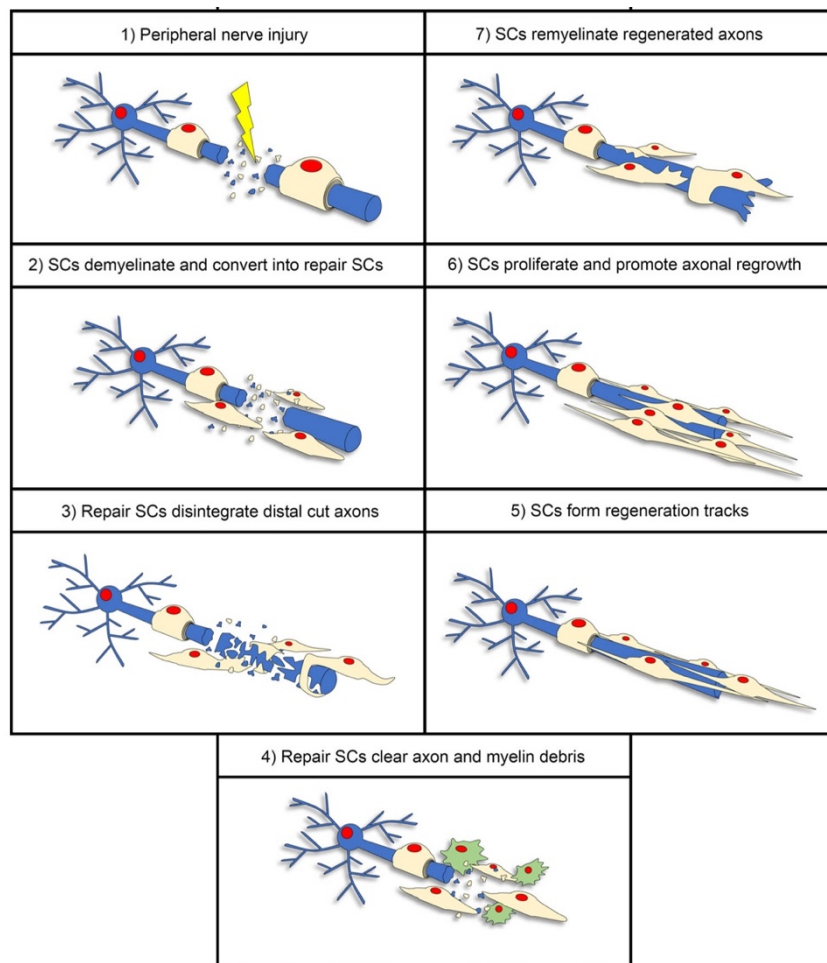 1) Peripheral nerve injury
7) SCs remyelinate regenerated axons
2) SCs demyelinate and convert into repair SCs
6) SCs proliferate and promote axonal regrowth
3) Repair SCs disintegrate distal cut axons
5) SCs form regeneration tracks
4) Repair SCs clear axon and myelin debris